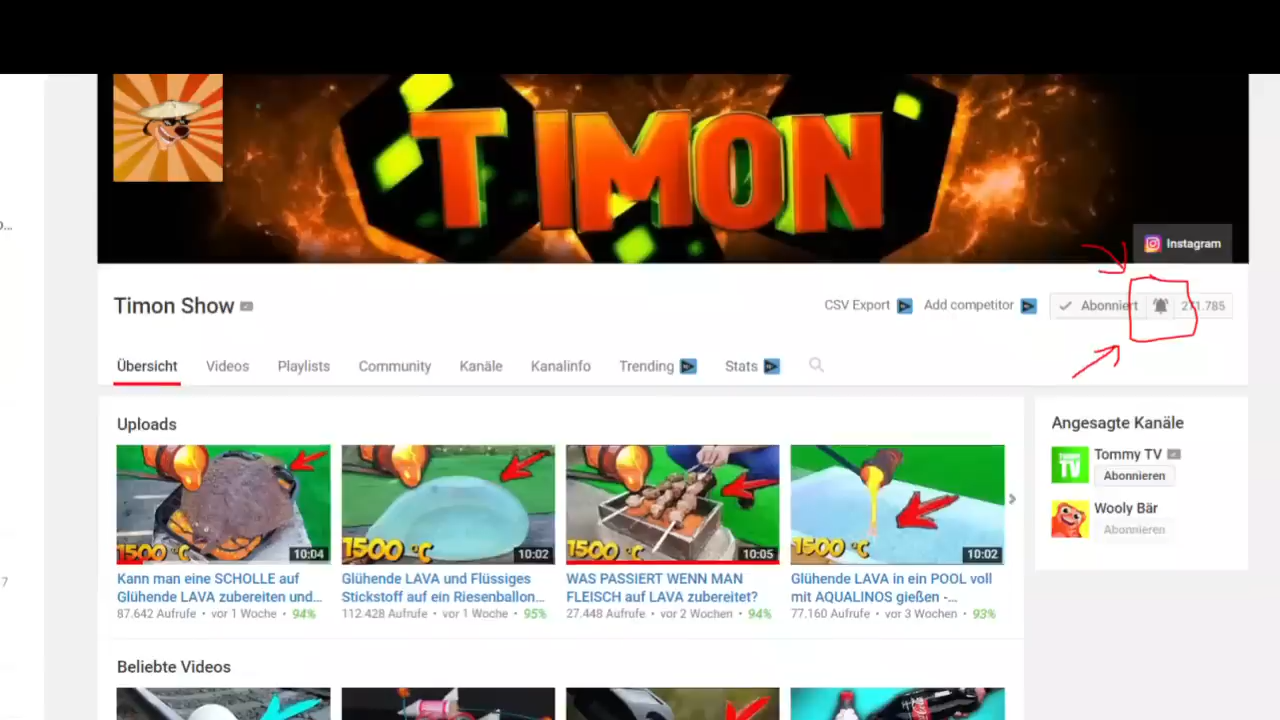 TIMON
Instagram
o...
Timon Show
CSV Export
Add competitor
Abonniert
271.785
Übersicht
Videos
Playlists
Community
Kanäle
Kanalinfo
Trending
Stats
Uploads
Angesagte Kanäle
TOMMY
TV
Tommy TV
Abonnieren
Wooly Bär
Abonnieren
1500 °C
10:04
1500 °C
10:02
1500 °C
10:05
1500 °C
10:02
Kann man eine SCHOLLE auf
Glühende LAVA zubereiten und...
87.642 Aufrufe • vor 1 Woche • 94%
Glühende LAVA und Flüssiges
Stickstoff auf ein Riesenballon...
112.428 Aufrufe • vor 1 Woche • 95%
WAS PASSIERT WENN MAN
FLEISCH auf LAVA zubereitet?
27.448 Aufrufe • vor 2 Wochen • 94%
Glühende LAVA in ein POOL voll
mit AQUALINOS gießen -...
77.160 Aufrufe • vor 3 Wochen • 93%
7
Beliebte Videos